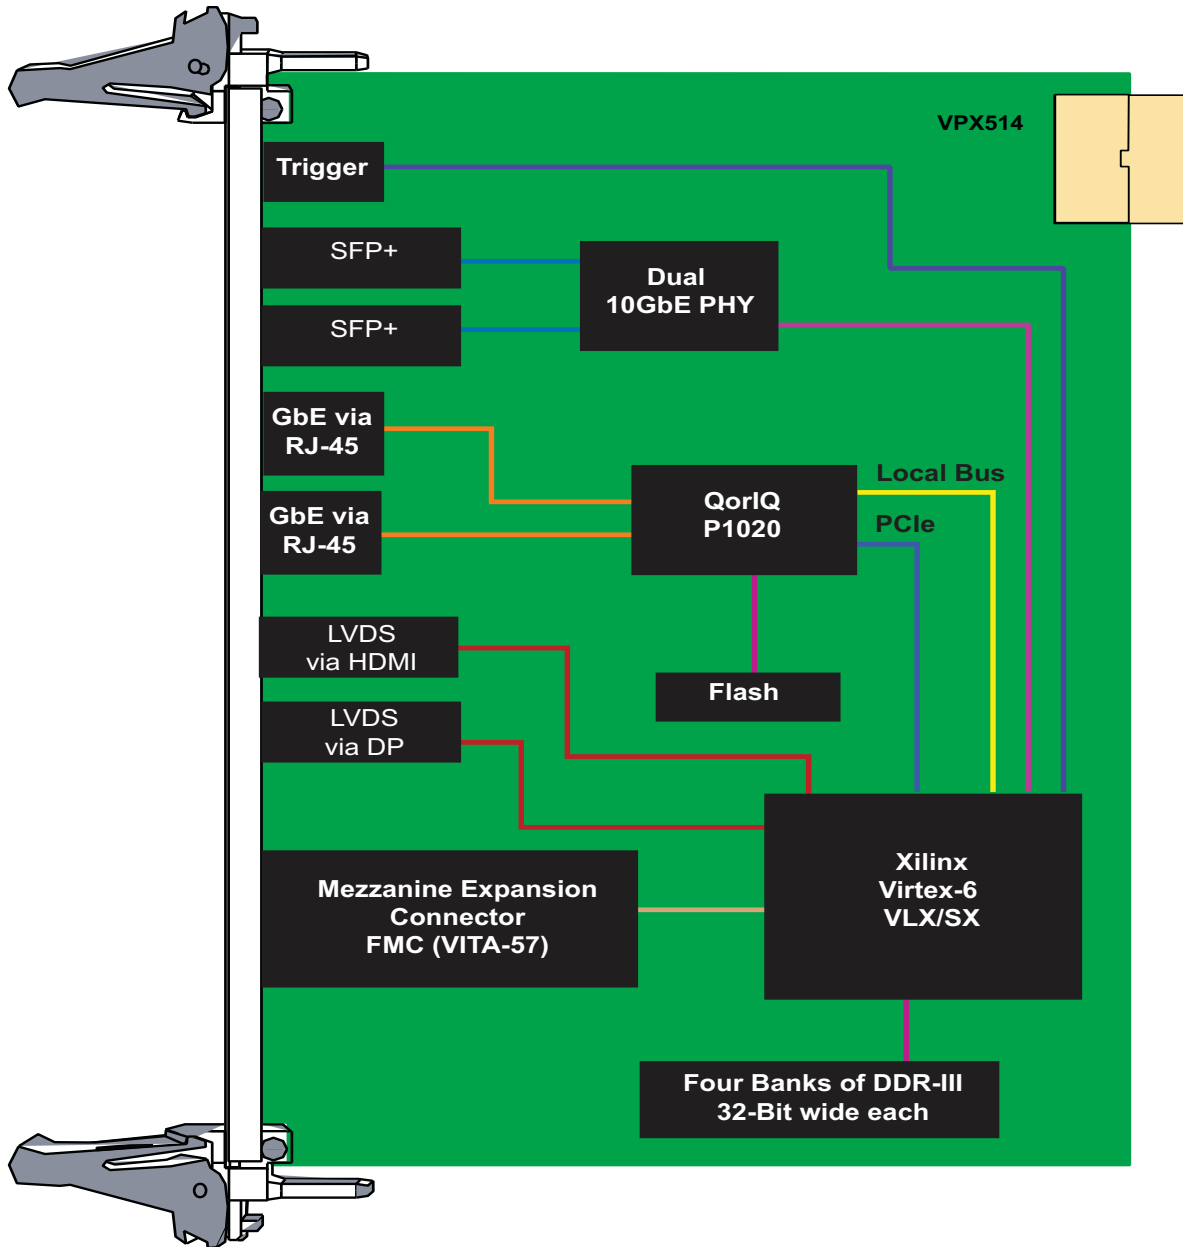 VPX514
Trigger
SFP+
Dual
10GbE PHY
SFP+
GbE via
RJ-45
Local Bus
QorIQ
P1020
PCIe
GbE via
RJ-45
LVDS
via HDMI
Flash
LVDS
via DP
Xilinx
Virtex-6
VLX/SX
Mezzanine Expansion
Connector
FMC (VITA-57)
Four Banks of DDR-III
32-Bit wide each